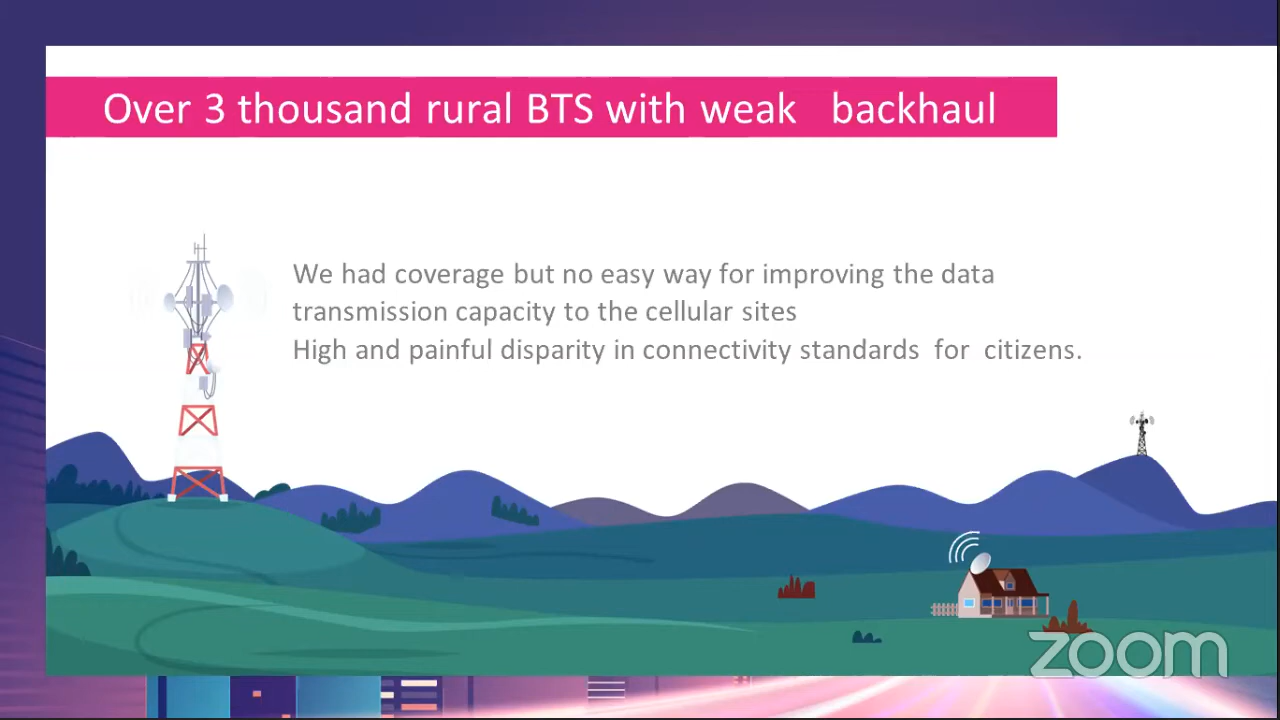 Over 3 thousand rural BTS with weak backhaul
We had coverage but no easy way for improving the data
transmission capacity to the cellular sites
High and painful disparity in connectivity standards for citizens.
zoom